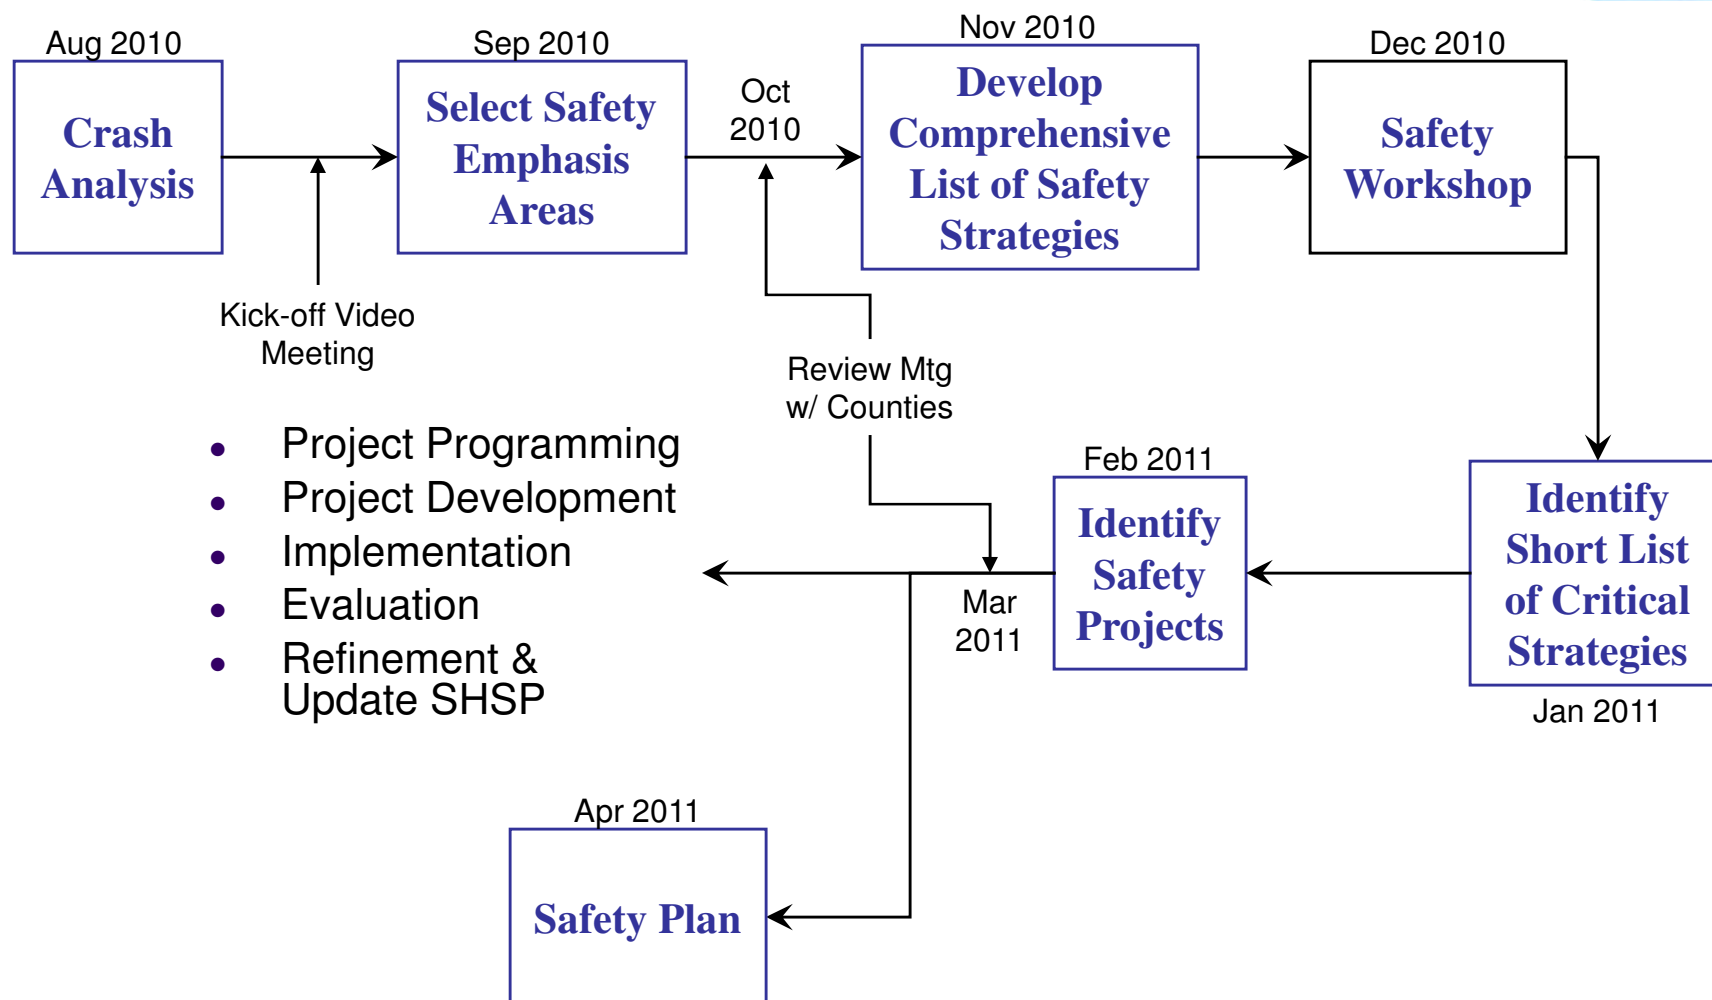 Aug 2010
Crash
Analysis
Kick-off Video
Meeting
Sep 2010
Select Safety
Emphasis
Areas
Oct
2010
Nov 2010
Develop
Comprehensive
List of Safety
Strategies
Dec 2010
Safety
Workshop
Review Mtg
w/ Counties
Identify
Short List
of Critical
Strategies
Jan 2011
Feb 2011
Identify
Safety
Projects
Mar
2011
• Project Programming
• Project Development
• Implementation
• Evaluation
• Refinement &
Update SHSP
Apr 2011
Safety Plan